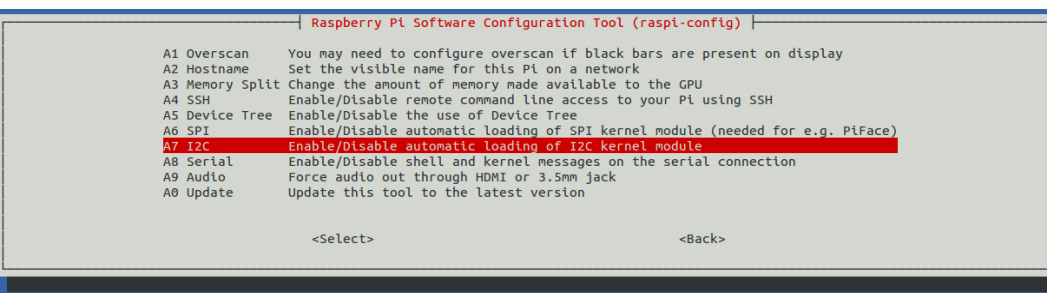 Raspberry Pi Software Configuration Tool (raspi-config)
A1 Overscan You may need to configure overscan if black bars are present on display
A2 Hostname Set the visible name for this Pi on a network
A3 Memory Split Change the amount of memory made available to the GPU
A4 SSH Enable/Disable remote command line access to your Pi using SSH
A5 Device Tree Enable/Disable the use of Device Tree
A6 SPI Enable/Disable automatic loading of SPI kernel module (needed for e.g. PiFace)
A7 I2C Enable/Disable automatic loading of I2C kernel module
A8 Serial Enable/Disable shell and kernel messages on the serial connection
A9 Audio Force audio out through HDMI or 3.5mm jack
A0 Update Update this tool to the latest version
<Select> <Back>